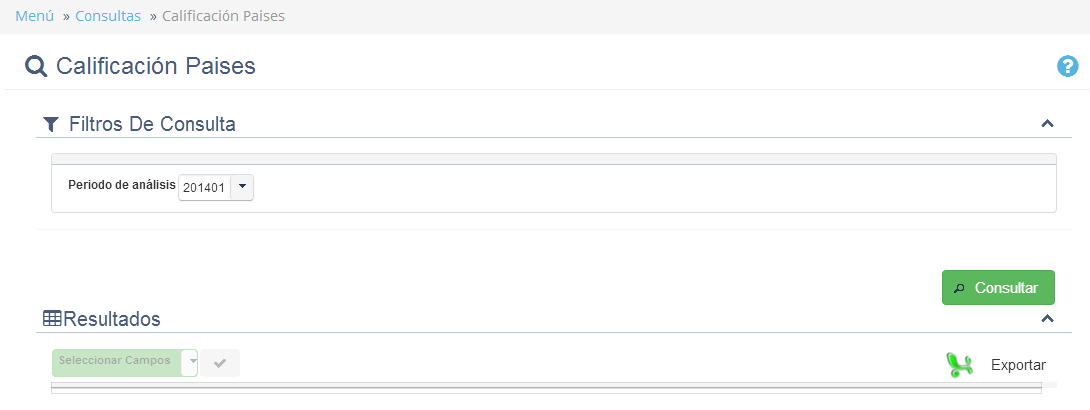 Menú » Consultas » Calificación Paises
Calificación Paises
?
Filtros De Consulta
Periodo de análisis 201401
Consultar
Resultados
Seleccionar Campos
Exportar